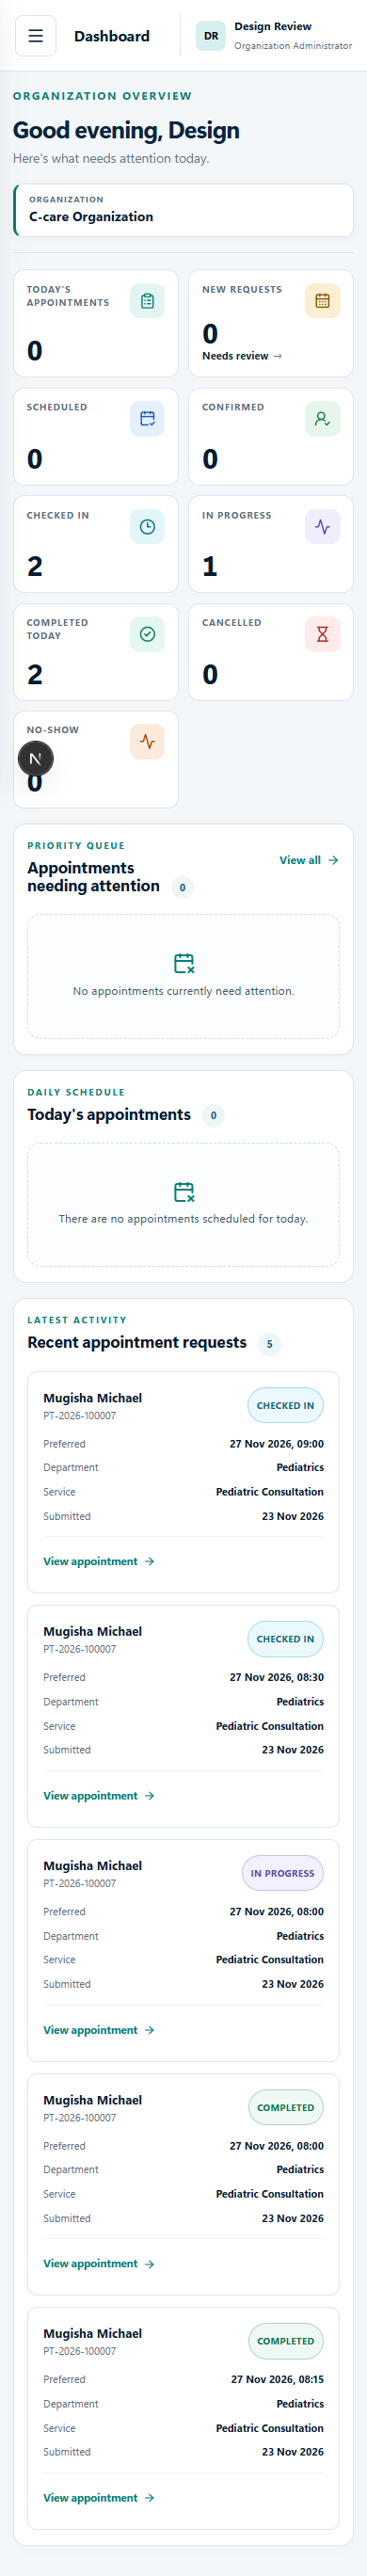 Dashboard
DR
Design Review
Organization Administrator
ORGANIZATION OVERVIEW
Good evening, Design
Here's what needs attention today.
ORGANIZATION
C-care Organization
TODAY'S
APPOINTMENTS
0
NEW REQUESTS
0
Needs review →
SCHEDULED
0
CONFIRMED
0
CHECKED IN
2
IN PROGRESS
1
COMPLETED
TODAY
2
CANCELLED
0
NO-SHOW
N
0
PRIORITY QUEUE
Appointments
needing attention 0
View all →
No appointments currently need attention.
DAILY SCHEDULE
Today's appointments 0
There are no appointments scheduled for today.
LATEST ACTIVITY
Recent appointment requests 5
Mugisha Michael
PT-2026-100007
CHECKED IN
Preferred 27 Nov 2026, 09:00
Department Pediatrics
Service Pediatric Consultation
Submitted 23 Nov 2026
View appointment →
Mugisha Michael
PT-2026-100007
CHECKED IN
Preferred 27 Nov 2026, 08:30
Department Pediatrics
Service Pediatric Consultation
Submitted 23 Nov 2026
View appointment →
Mugisha Michael
PT-2026-100007
IN PROGRESS
Preferred 27 Nov 2026, 08:00
Department Pediatrics
Service Pediatric Consultation
Submitted 23 Nov 2026
View appointment →
Mugisha Michael
PT-2026-100007
COMPLETED
Preferred 27 Nov 2026, 08:00
Department Pediatrics
Service Pediatric Consultation
Submitted 23 Nov 2026
View appointment →
Mugisha Michael
PT-2026-100007
COMPLETED
Preferred 27 Nov 2026, 08:15
Department Pediatrics
Service Pediatric Consultation
Submitted 22 Nov 2026
View appointment →